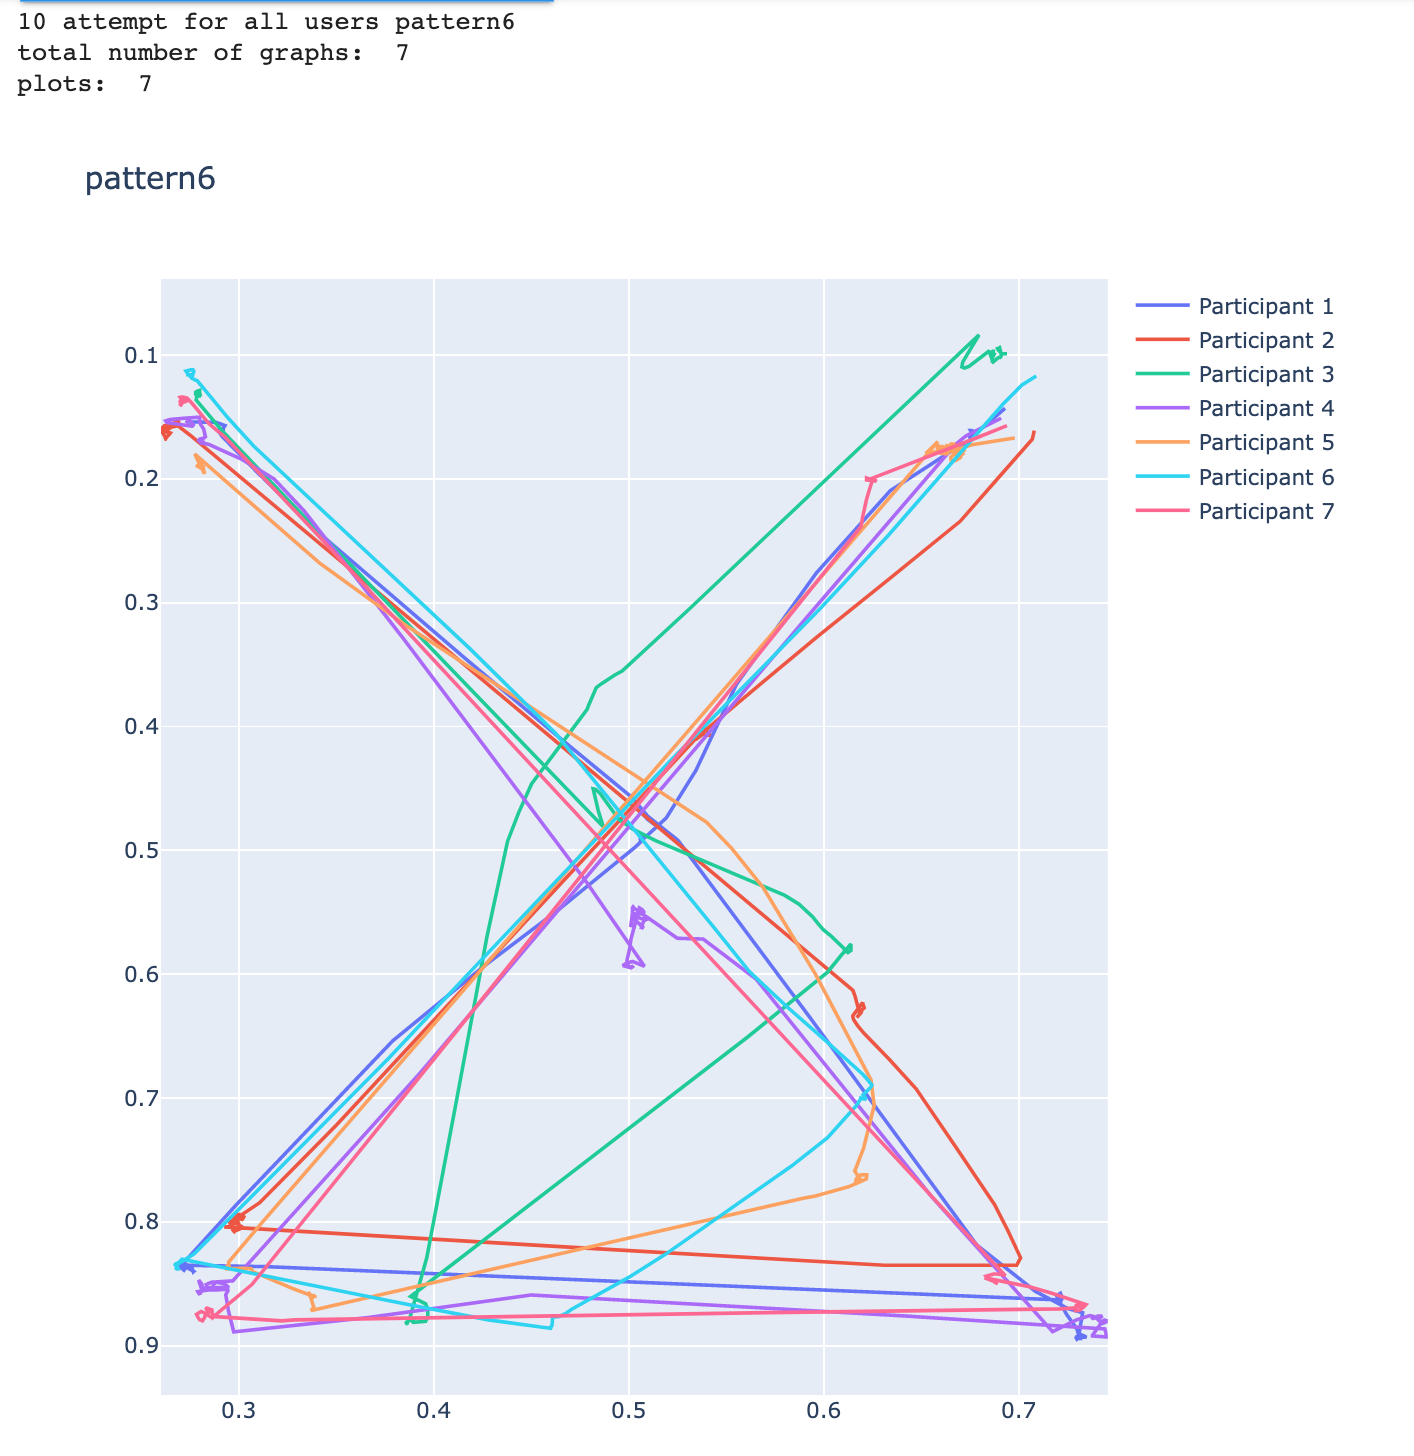 10 attempt for all users pattern6
total number of graphs:  7
plots:  7
pattern6
Participant 1
Participant 2
Participant 3
Participant 4
Participant 5
Participant 6
Participant 7
0.1
0.2
0.3
0.4
0.5
0.6
0.7
0.8
0.9
0.3 0.4 0.5 0.6 0.7